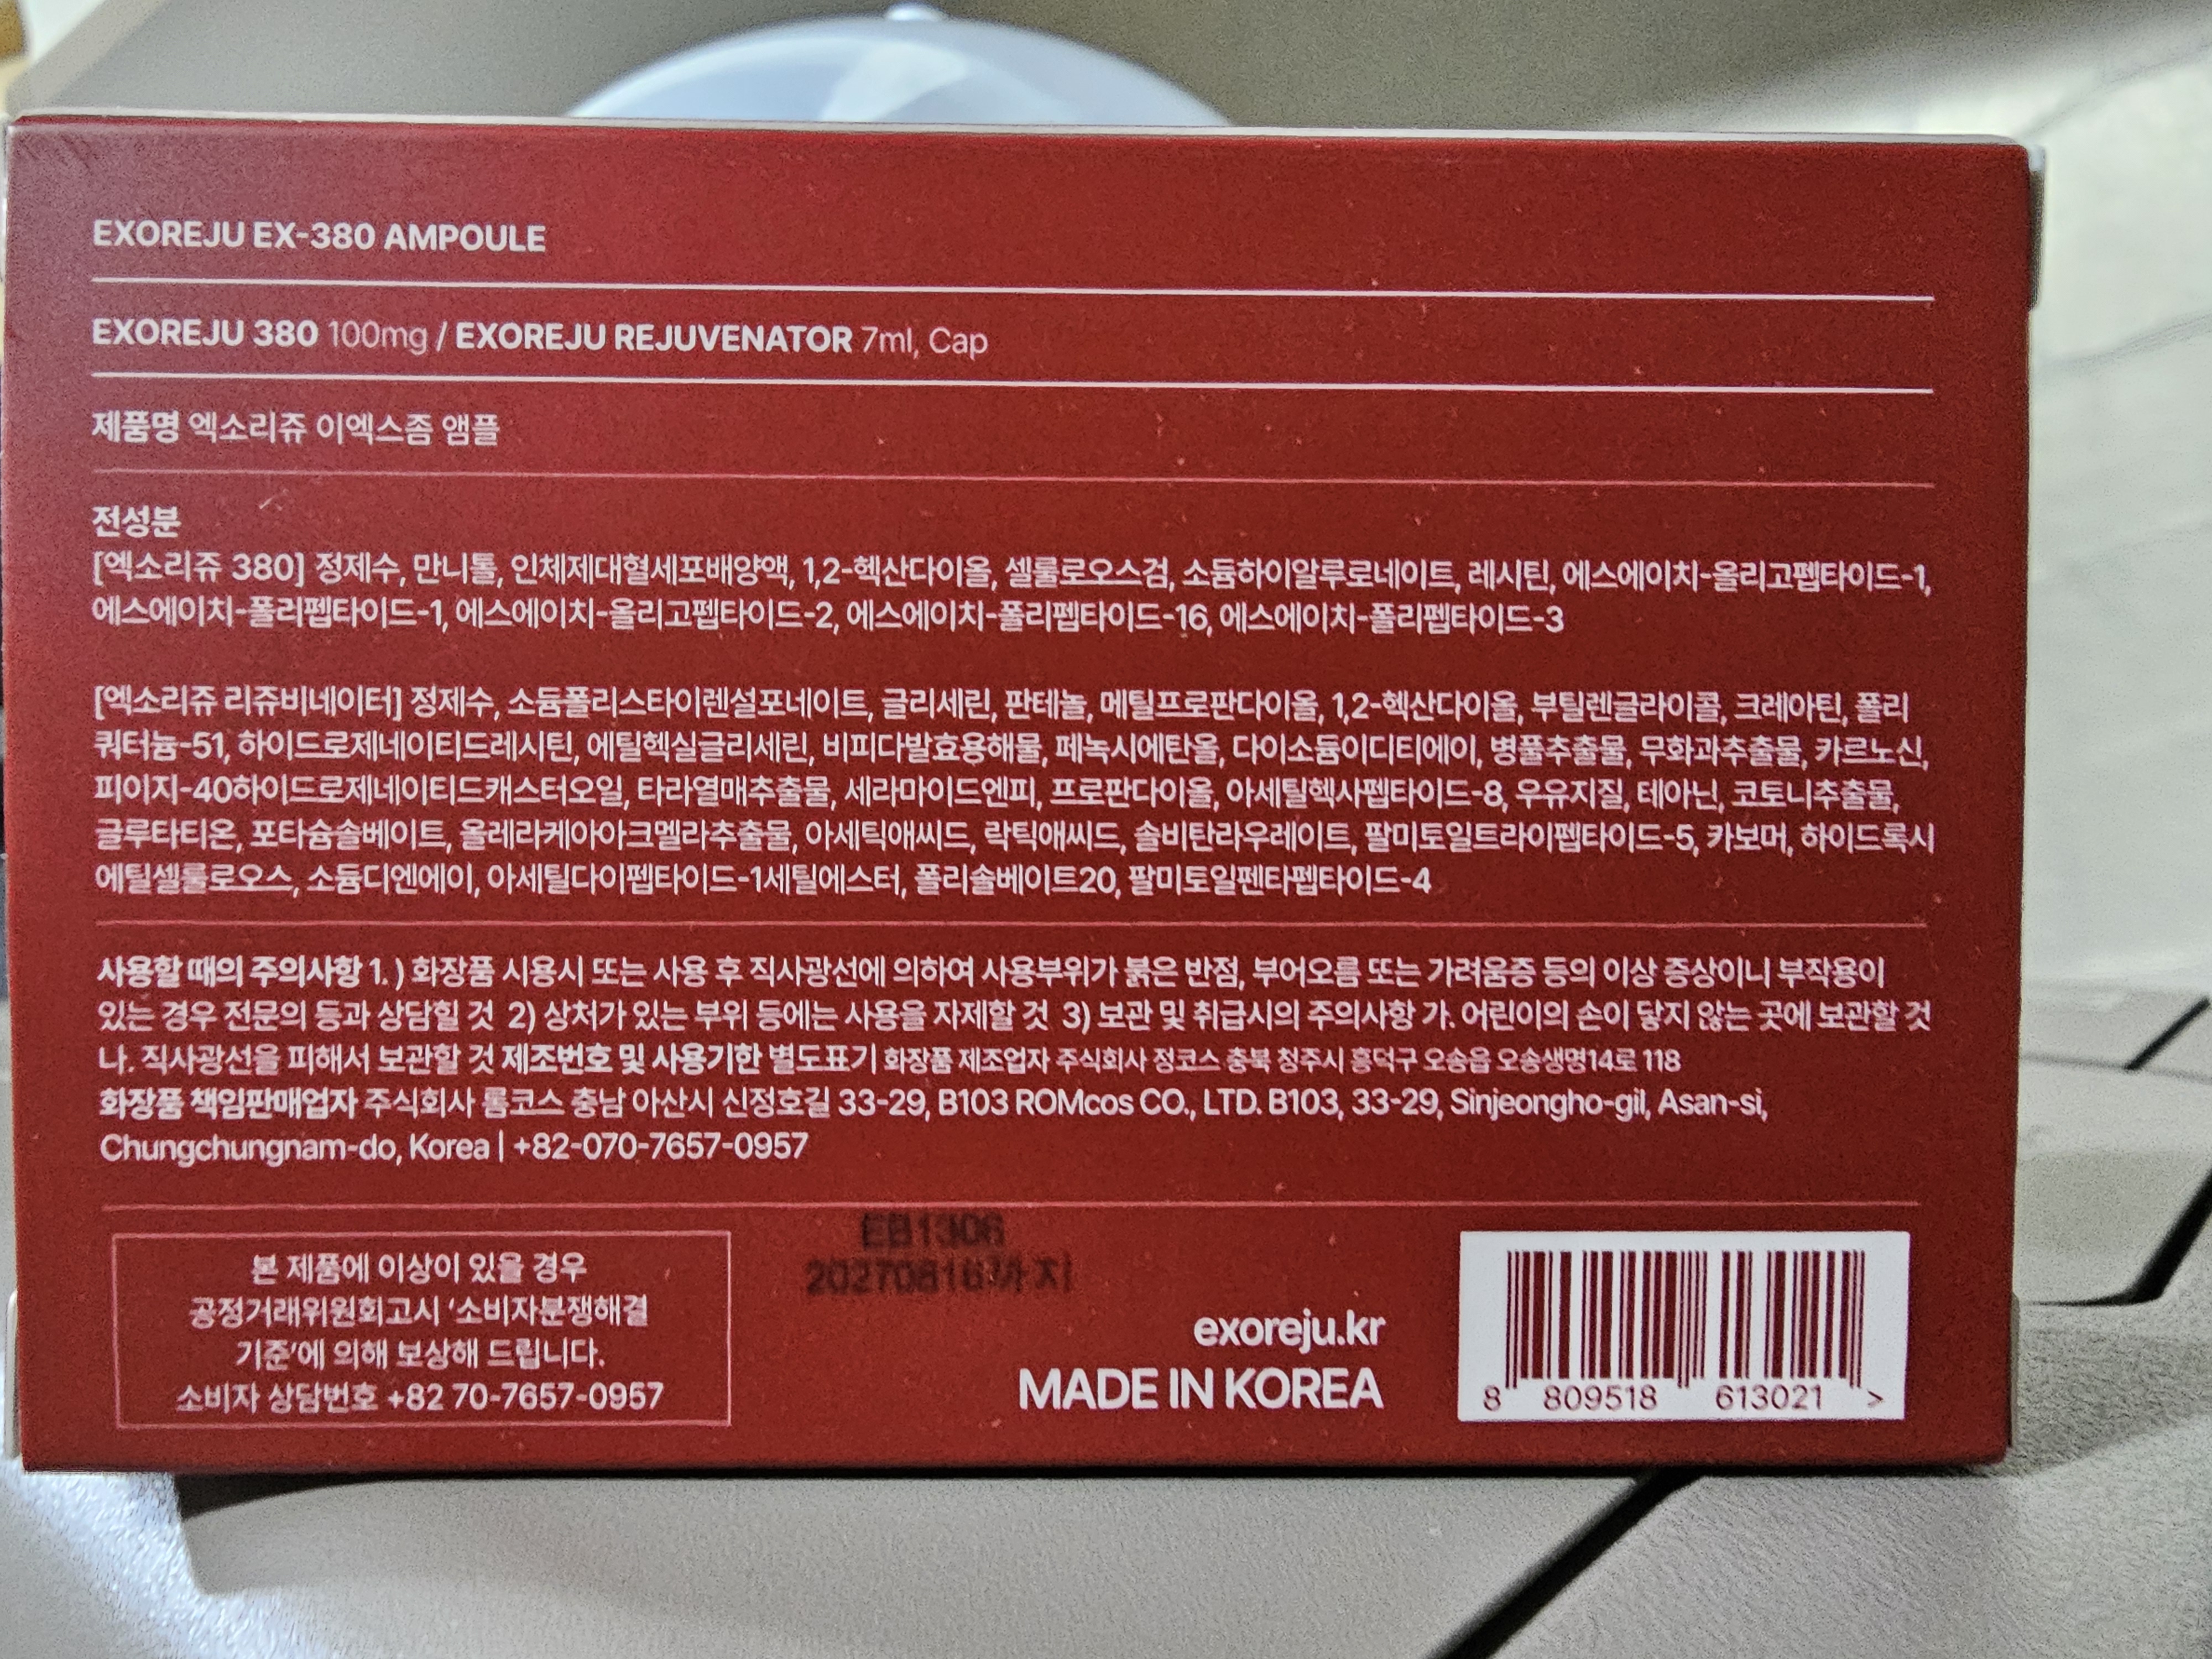 EXOREJU EX-380 AMPOULE
EXOREJU 380 100mg / EXOREJU REJUVENATOR 7ml, Cap
제품명 엑소리쥬 이엑스좀 앰플
전성분
[엑소리쥬 380] 정제수, 만니톨, 인체제대혈세포배양액, 1,2-헥산다이올, 셀룰로오스검, 소듐하이알루로네이트, 레시틴, 에스에이치-올리고펩타이드-1,
에스에이치-폴리펩타이드-1, 에스에이치-올리고펩타이드-2, 에스에이치-폴리펩타이드-16, 에스에이치-폴리펩타이드-3
[엑소리쥬 리쥬비네이터] 정제수, 소듐폴리스타이렌설포네이트, 글리세린, 판테놀, 메틸프로판다이올, 1,2-헥산다이올, 부틸렌글라이콜, 크레아틴, 폴리
쿼터늄-51, 하이드로제네이티드레시틴, 에틸헥실글리세린, 비피다발효용해물, 페녹시에탄올, 다이소듐이디티에이, 병풀추출물, 무화과추출물, 카르노신,
피이지-40하이드로제네이티드캐스터오일, 타라열매추출물, 세라마이드엔피, 프로판다이올, 아세틸헥사펩타이드-8, 우유지질, 테아닌, 코토니추출물,
글루타티온, 포타슘솔베이트, 올레라케아아크멜라추출물, 아세틱애씨드, 락틱애씨드, 솔비탄라우레이트, 팔미토일트라이펩타이드-5, 카보머, 하이드록시
에틸셀룰로오스, 소듐디엔에이, 아세틸다이펩타이드-1세틸에스터, 폴리솔베이트20, 팔미토일펜타펩타이드-4
사용할 때의 주의사항 1. ) 화장품 시용시 또는 사용 후 직사광선에 의하여 사용부위가 붉은 반점, 부어오름 또는 가려움증 등의 이상 증상이니 부작용이
있는 경우 전문의 등과 상담힐 것 2) 상처가 있는 부위 등에는 사용을 자제할 것 3) 보관 및 취급시의 주의사항 가. 어린이의 손이 닿지 않는 곳에 보관할 것
나. 직사광선을 피해서 보관할 것 제조번호 및 사용기한 별도표기 화장품 제조업자 주식회사 정코스 충북 청주시 흥덕구 오송읍 오송생명14로 118
화장품 책임판매업자 주식회사 롬코스 충남 아산시 신정호길 33-29, B103 ROMcos CO., LTD. B103, 33-29, Sinjeongho-gil, Asan-si,
Chungchungnam-do, Korea | +82-070-7657-0957
본 제품에 이상이 있을 경우
공정거래위원회고시 '소비자분쟁해결
기준'에 의해 보상해 드립니다.
소비자 상담번호 +82 70-7657-0957
EB1306
20270816까지
exoreju.kr
MADE IN KOREA
8 809518 613021 >